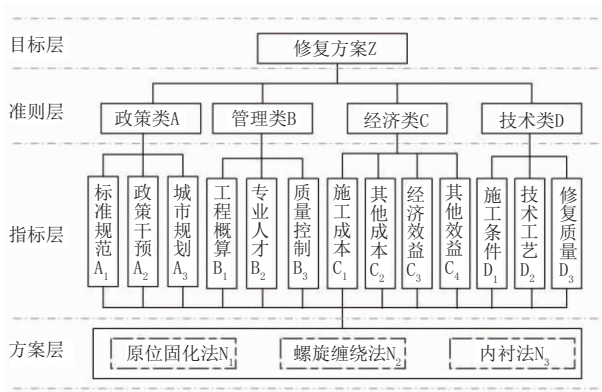 目标层
修复方案Z
准则层
政策类A
管理类B
经济类C
技术类D
指标层
标准规范A₁
政策干预A₂
城市规划A₃
工程概算B₁
专业人才B₂
质量控制B₃
施工成本C₁
其他成本C₂
经济效益C₃
其他效益C₄
施工条件D₁
技术工艺D₂
修复质量D₃
方案层
原位固化法N₁
螺旋缠绕法N₂
内衬法N₃